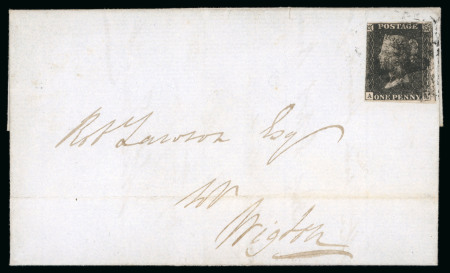 POSTAGE
A
ONE PENNY
Robt Lawson Esq
Wigton